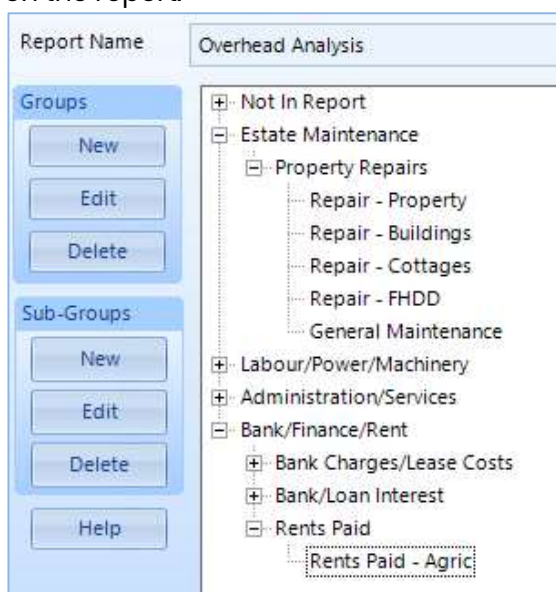 on the report.
Report Name
Overhead Analysis
Groups
New
Edit
Delete
Sub-Groups
New
Edit
Delete
Help
Not In Report
Estate Maintenance
Property Repairs
Repair - Property
Repair - Buildings
Repair - Cottages
Repair - FHDD
General Maintenance
Labour/Power/Machinery
Administration/Services
Bank/Finance/Rent
Bank Charges/Lease Costs
Bank/Loan Interest
Rents Paid
Rents Paid - Agric